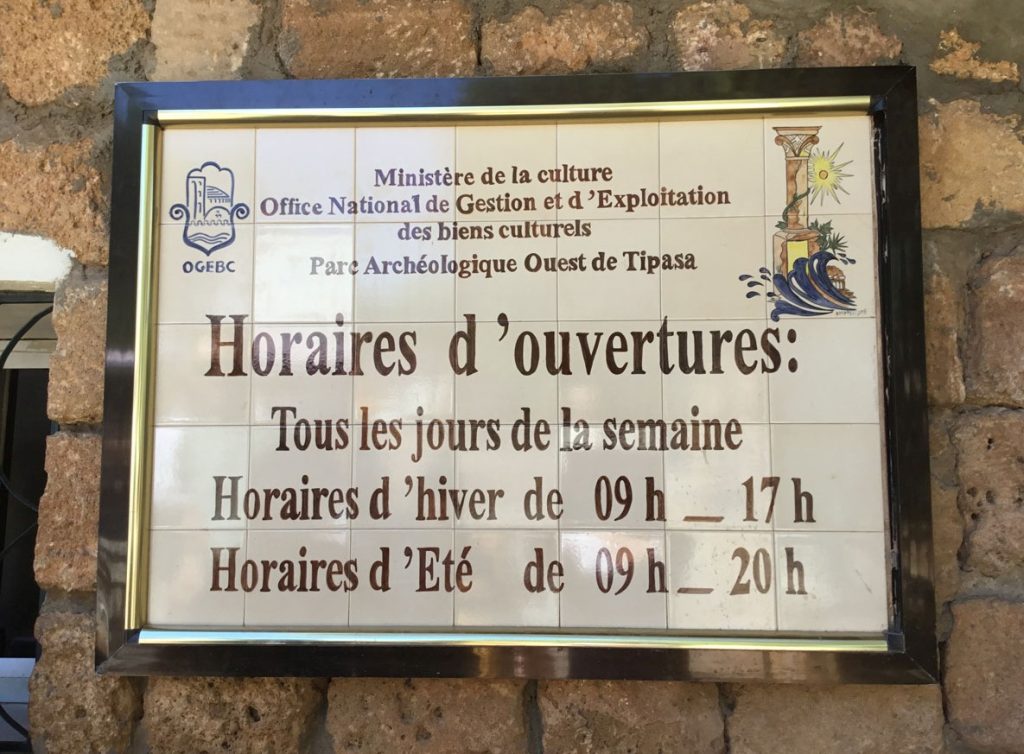 Ministère de la culture
Office National de Gestion et d'Exploitation
des biens culturels
OGEBC
Parc Archéologique Ouest de Tipasa
Horaires d'ouvertures:
Tous les jours de la semaine
Horaires d'hiver de 09 h _ 17 h
Horaires d'Eté de 09 h _ 20 h